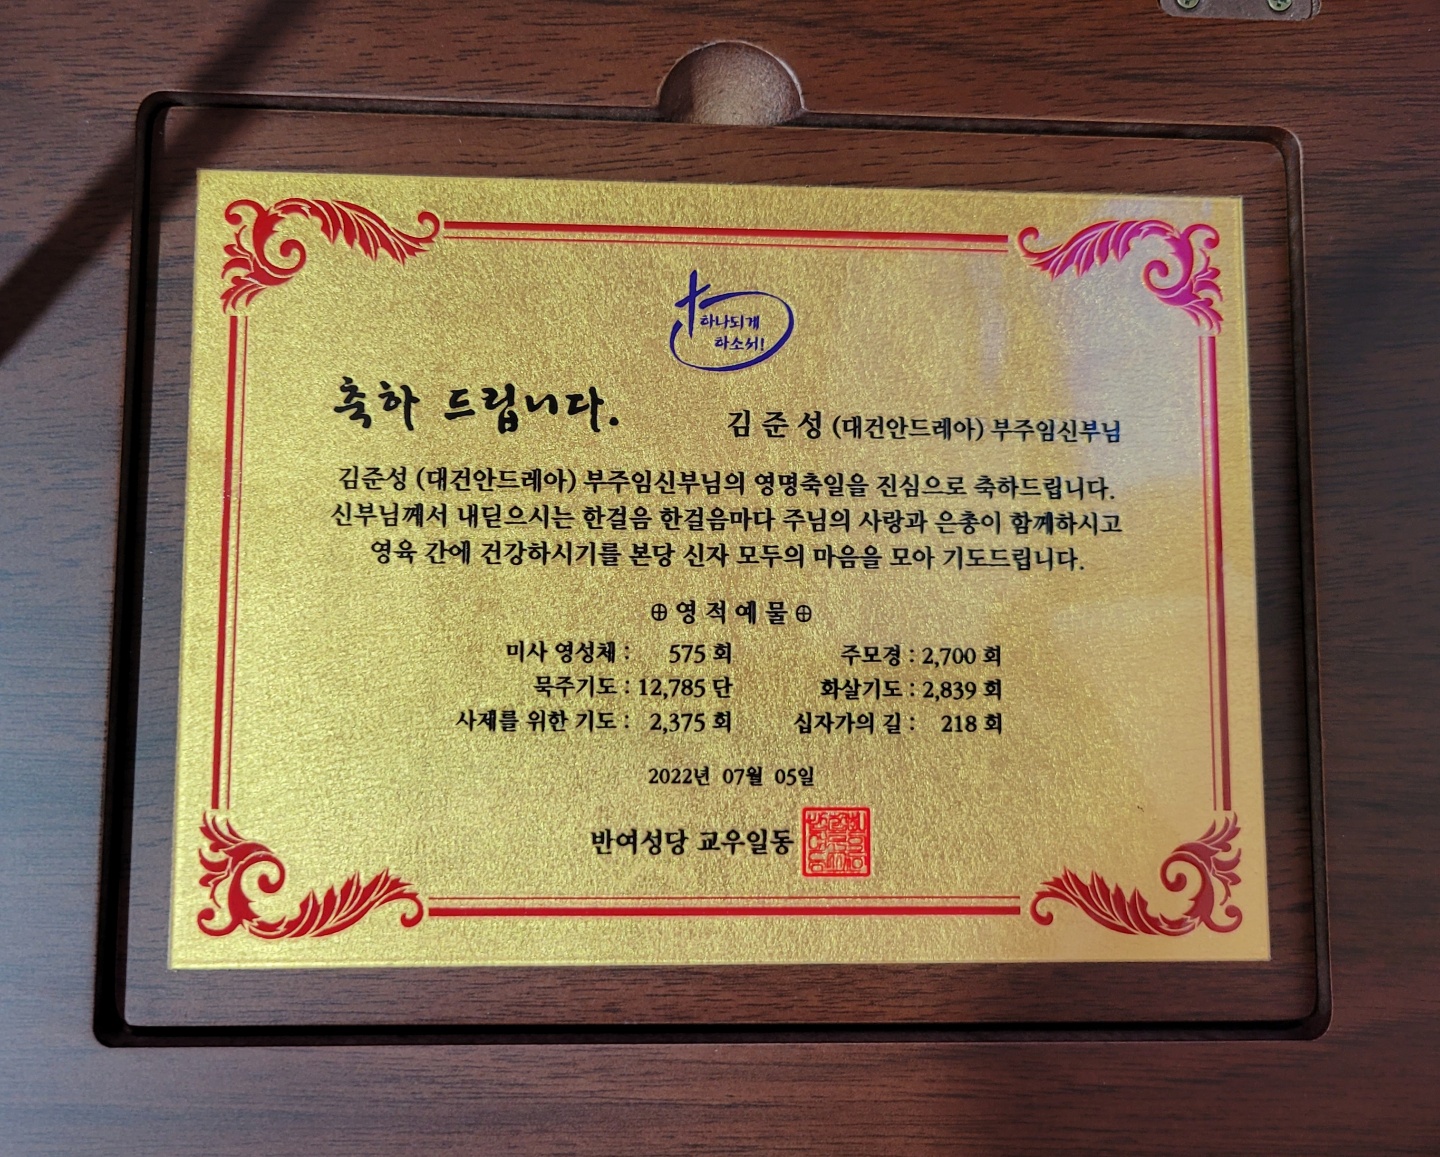 하나되게
하소서!
축하 드립니다.
김 준 성 (대건안드레아) 부주임신부님
김준성 (대건안드레아) 부주임신부님의 영명축일을 진심으로 축하드립니다.
신부님께서 내딛으시는 한걸음 한걸음마다 주님의 사랑과 은총이 함께하시고
영육 간에 건강하시기를 본당 신자 모두의 마음을 모아 기도드립니다.
⊕ 영 적 예 물 ⊕
미사 영성체 : 575 회 주모경 : 2,700 회
묵주기도 : 12,785 단 화살기도 : 2,839 회
사제를 위한 기도 : 2,375 회 십자가의 길 : 218 회
2022년 07월 05일
반여성당 교우일동